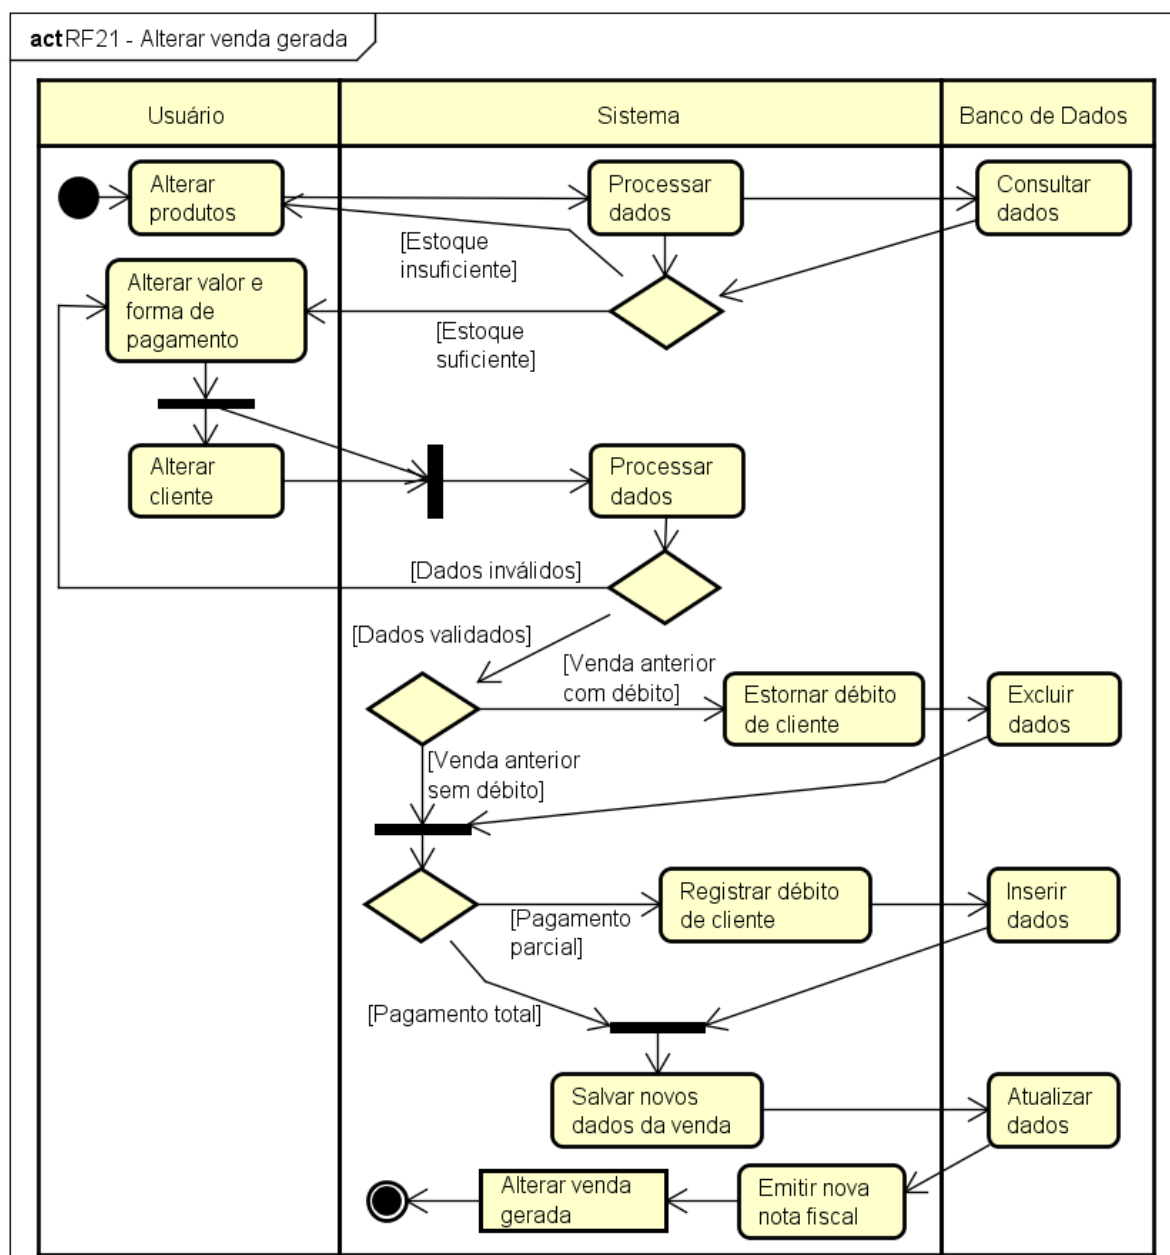 act RF21 - Alterar venda gerada
Usuário
Sistema
Banco de Dados
Alterar
produtos
Processar
dados
Consultar
dados
[Estoque
insuficiente]
Alterar valor e
forma de
pagamento
[Estoque
suficiente]
Alterar
cliente
Processar
dados
[Dados inválidos]
[Dados validados]
[Venda anterior
com débito]
Estornar débito
de cliente
Excluir
dados
[Venda anterior
sem débito]
Registrar débito
de cliente
Inserir
dados
[Pagamento
parcial]
[Pagamento total]
Salvar novos
dados da venda
Atualizar
dados
Alterar venda
gerada
Emitir nova
nota fiscal